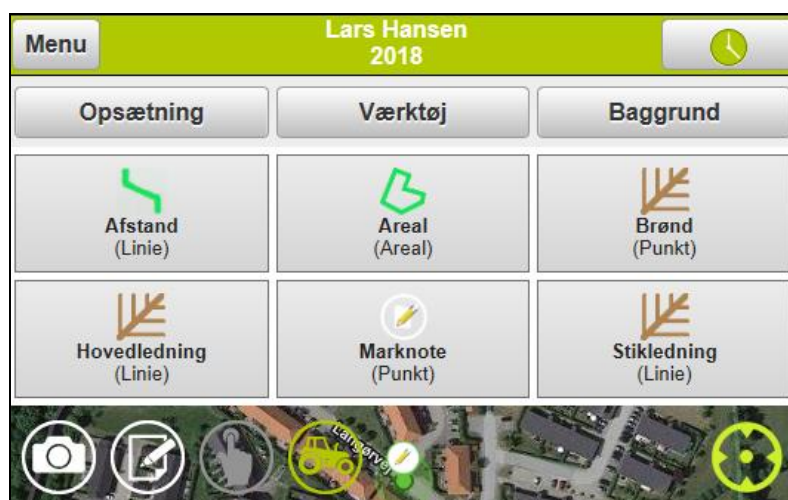 Menu
Lars Hansen
2018
Opsætning
Værktøj
Baggrund
Afstand
(Linie)
Areal
(Areal)
Brønd
(Punkt)
Hovedledning
(Linie)
Marknote
(Punkt)
Stikledning
(Linie)